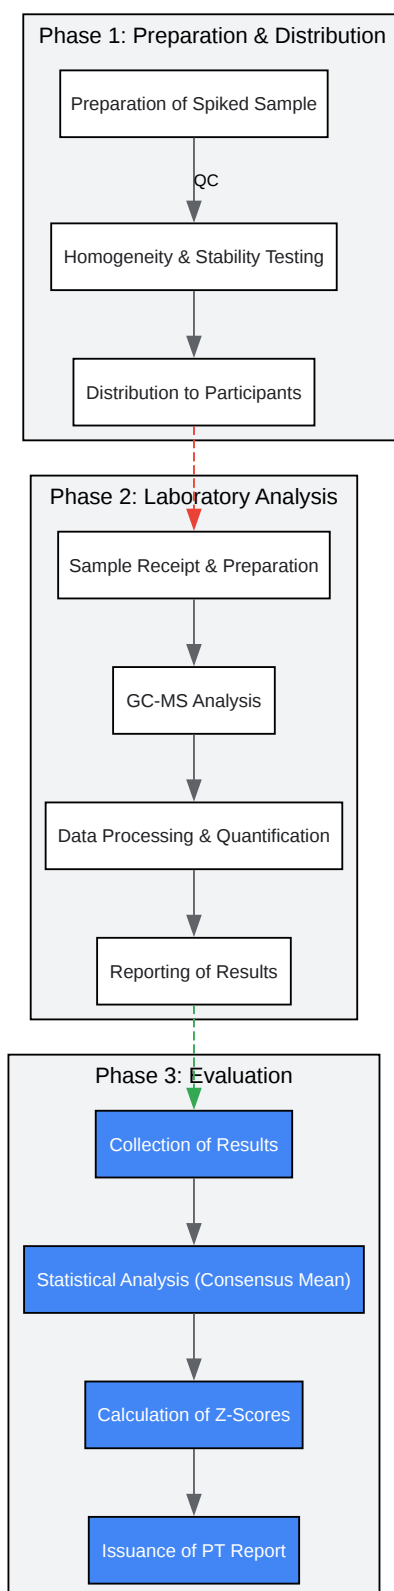 Phase 1: Preparation & Distribution
Preparation of Spiked Sample
QC
Homogeneity & Stability Testing
Distribution to Participants
Phase 2: Laboratory Analysis
Sample Receipt & Preparation
GC-MS Analysis
Data Processing & Quantification
Reporting of Results
Phase 3: Evaluation
Collection of Results
Statistical Analysis (Consensus Mean)
Calculation of Z-Scores
Issuance of PT Report